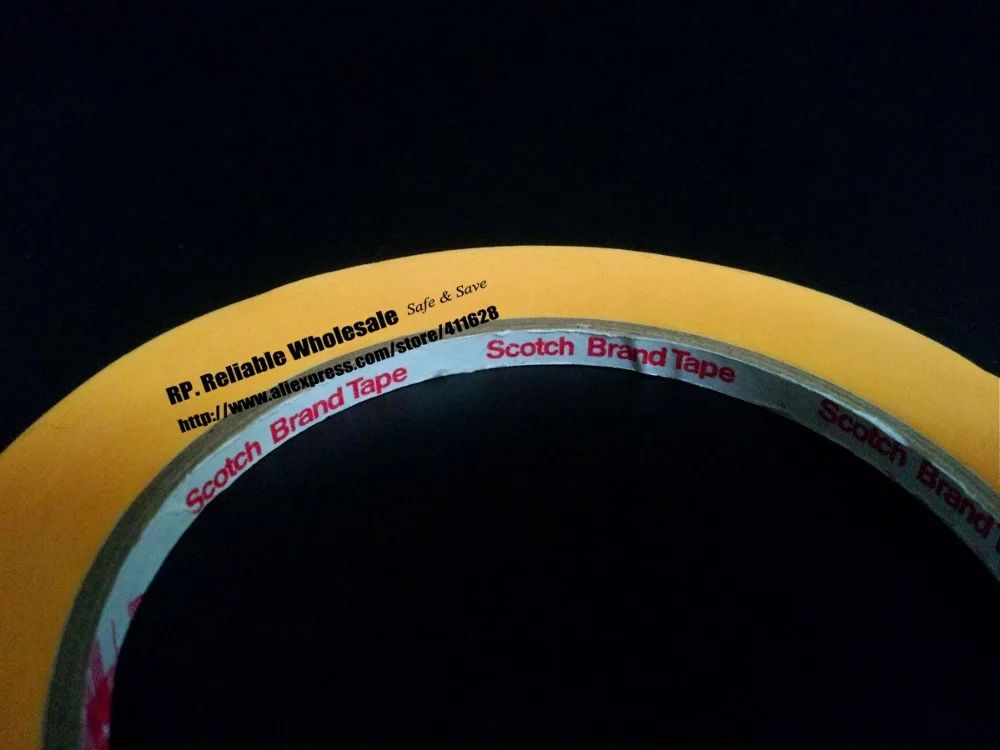 RP. Reliable Wholesale Safe & Save
http://www.aliexpress.com/store/411628
Scotch Brand Tape
Scotch Brand Tape
Scotch Brand